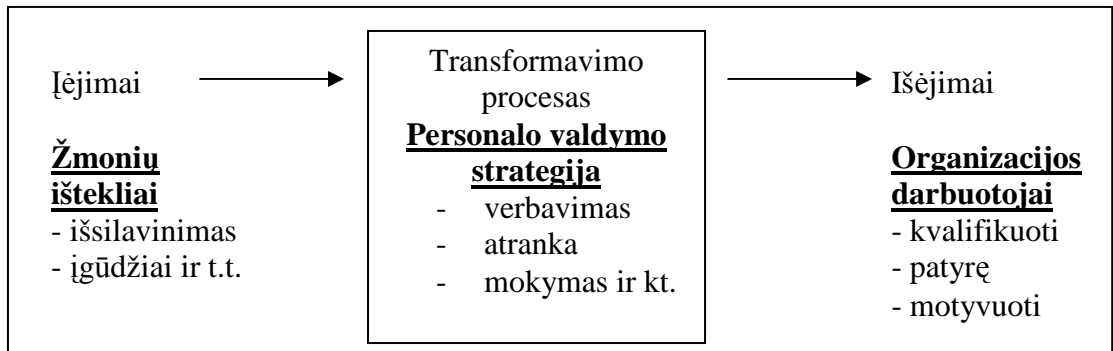 Įėjimai
Žmonių
ištekliai
- išsilavinimas
- įgūdžiai ir t.t.
Transformavimo
procesas
Personalo valdymo
strategija
- verbavimas
- atranka
- mokymas ir kt.
Išėjimai
Organizacijos
darbuotojai
- kvalifikuoti
- patyrę
- motyvuoti